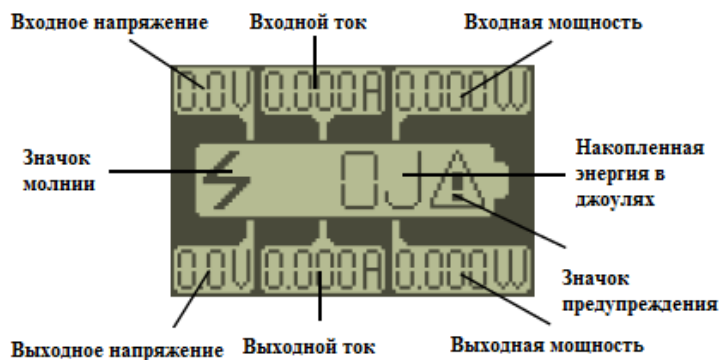 Входное напряжение
Входной ток
Входная мощность
0.0V 0.000A 0.000W
Значок
молнии
0J
Накопленная
энергия в
джоулях
0.0V 0.000A 0.000W
Значок
предупреждения
Выходное напряжение
Выходной ток
Выходная мощность